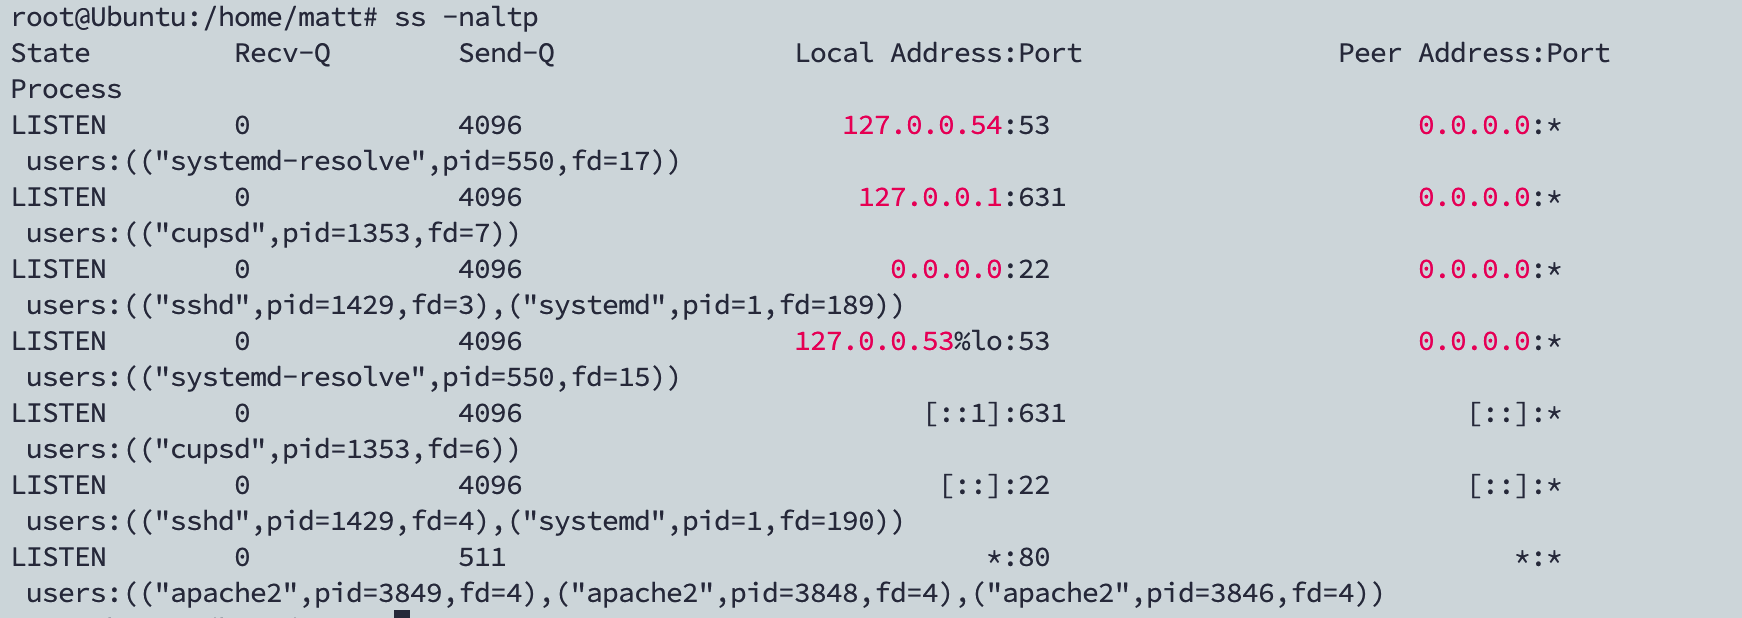 root@Ubuntu:/home/matt# ss -naltp
State Recv-Q Send-Q Local Address:Port Peer Address:Port
Process
LISTEN 0 4096 127.0.0.54:53 0.0.0.0:*
users:(("systemd-resolve",pid=550,fd=17))
LISTEN 0 4096 127.0.0.1:631 0.0.0.0:*
users:(("cupsd",pid=1353,fd=7))
LISTEN 0 4096 0.0.0.0:22 0.0.0.0:*
users:(("sshd",pid=1429,fd=3),("systemd",pid=1,fd=189))
LISTEN 0 4096 127.0.0.53%lo:53 0.0.0.0:*
users:(("systemd-resolve",pid=550,fd=15))
LISTEN 0 4096 [::1]:631 [::]:*
users:(("cupsd",pid=1353,fd=6))
LISTEN 0 4096 [::]:22 [::]:*
users:(("sshd",pid=1429,fd=4),("systemd",pid=1,fd=190))
LISTEN 0 511 *:80 *:*
users:(("apache2",pid=3849,fd=4),("apache2",pid=3848,fd=4),("apache2",pid=3846,fd=4))